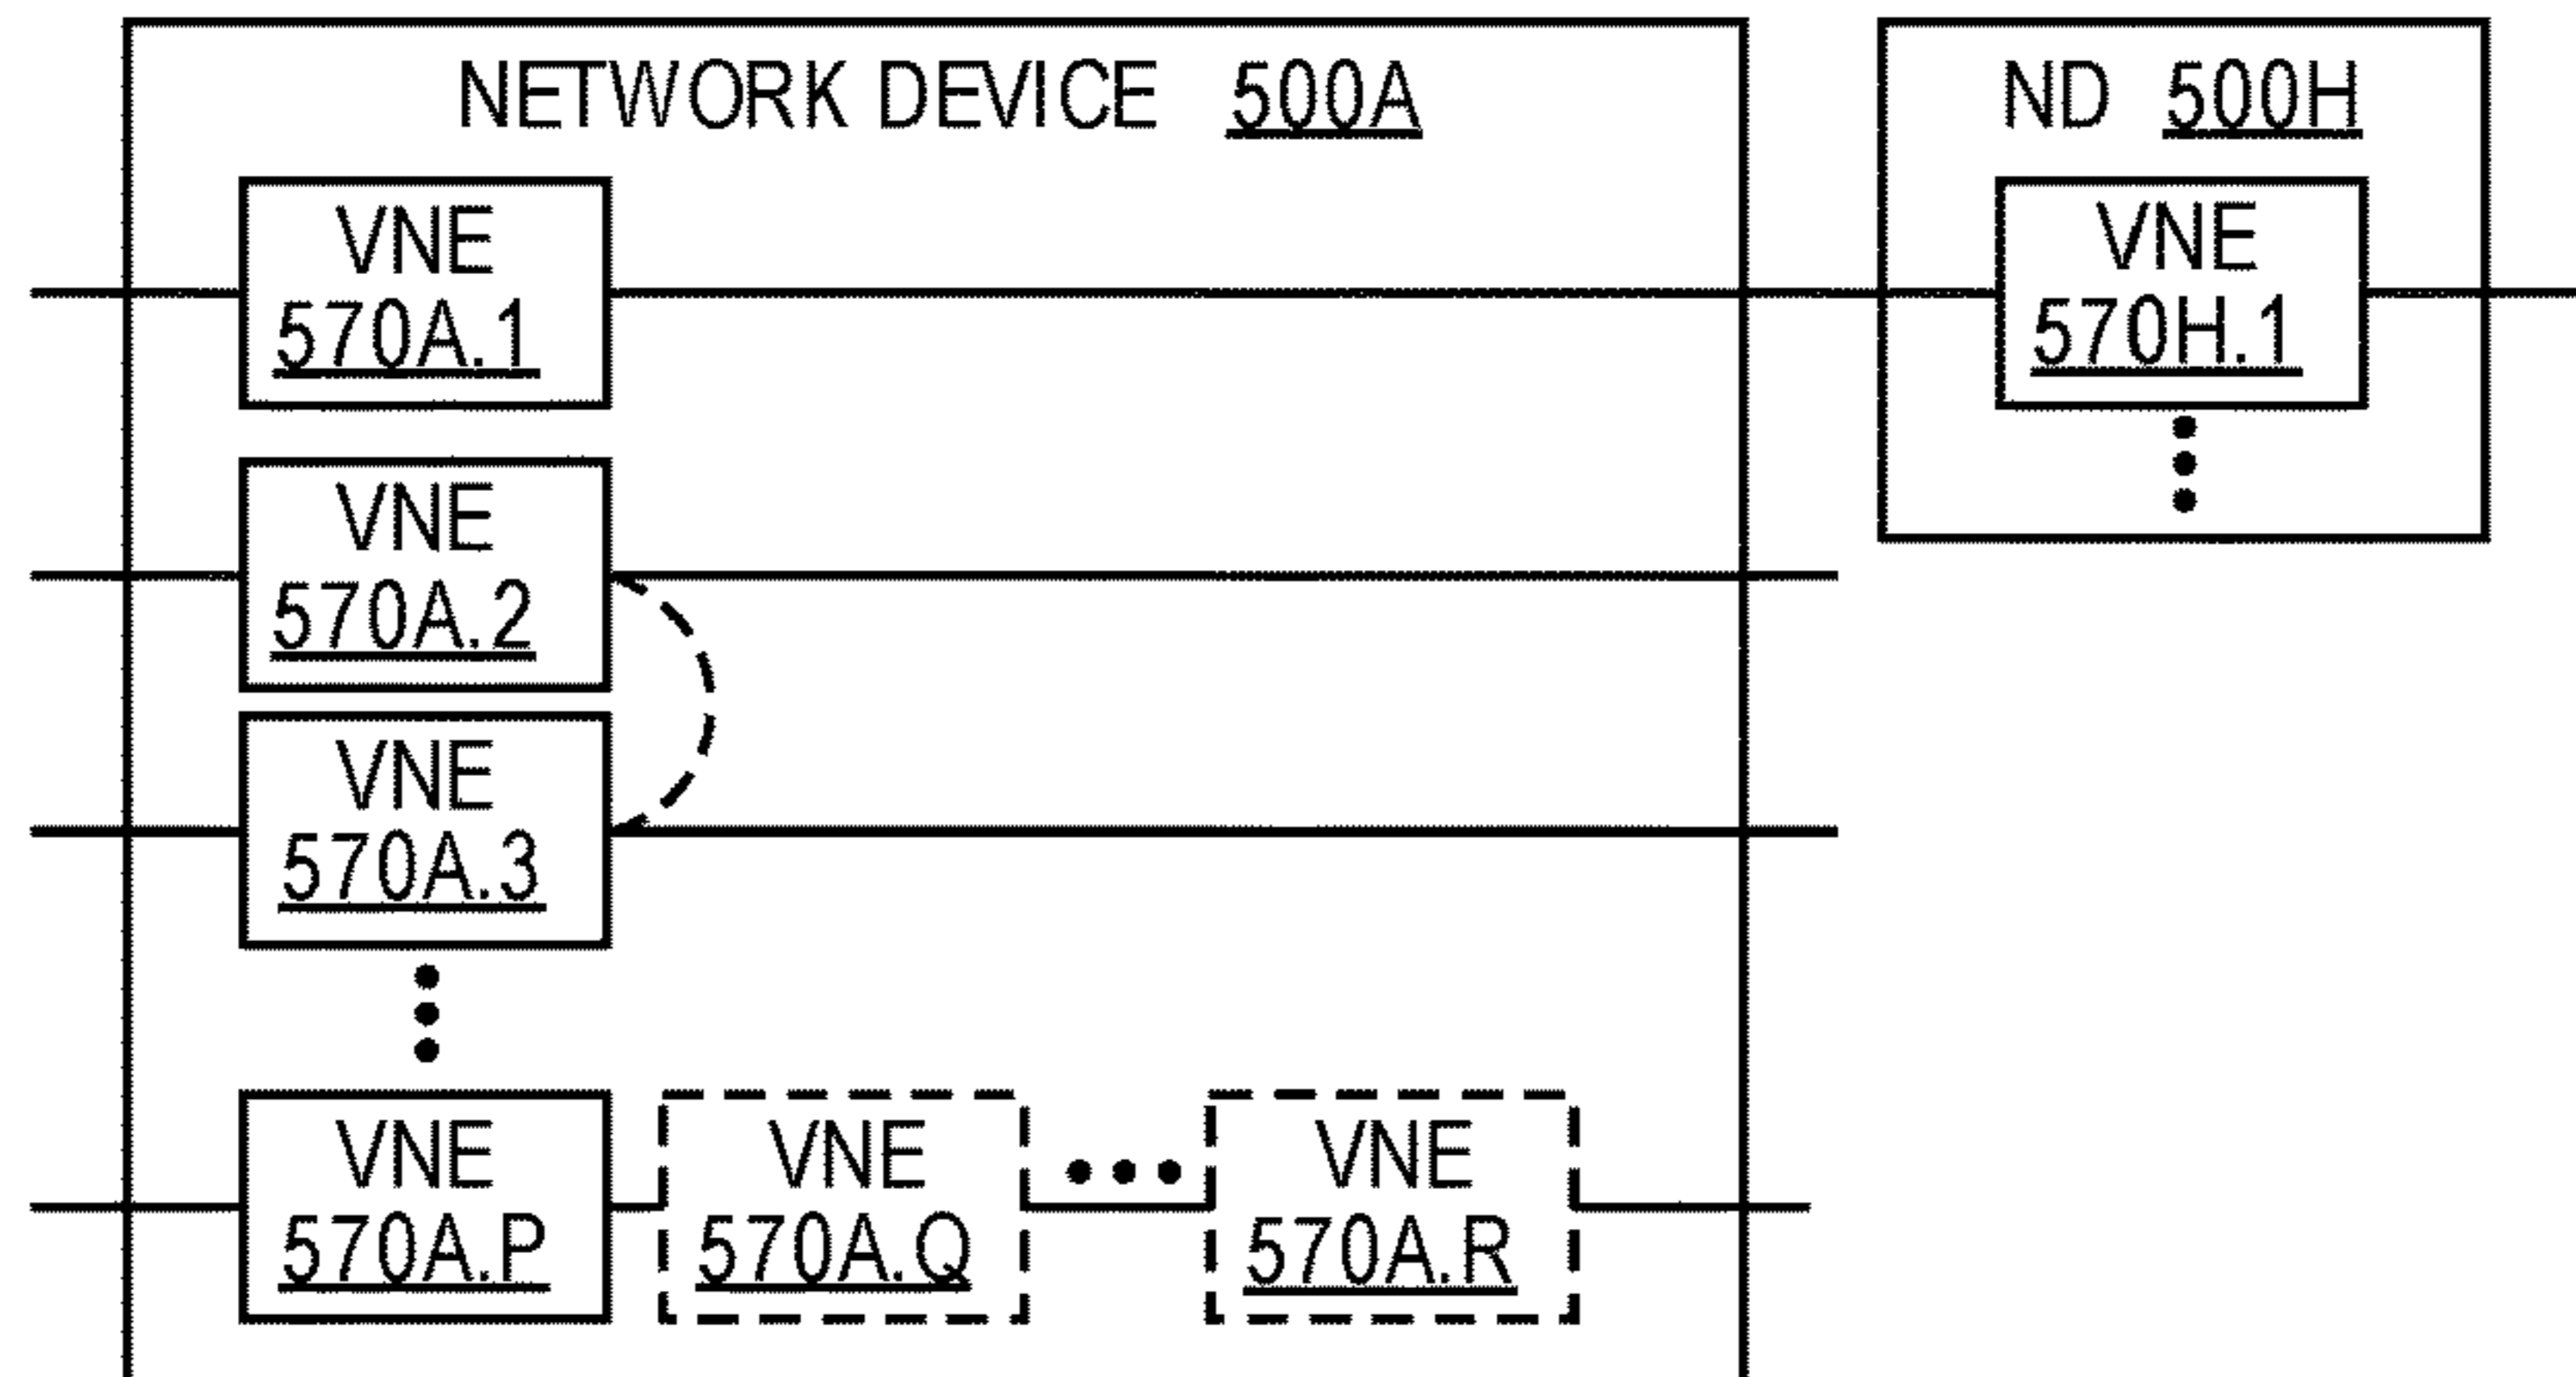 NETWORK DEVICE 500A
ND 500H
VNE
570A.1
VNE
570H.1
VNE
570A.2
VNE
570A.3
VNE
570A.P
VNE
570A.Q
VNE
570A.R